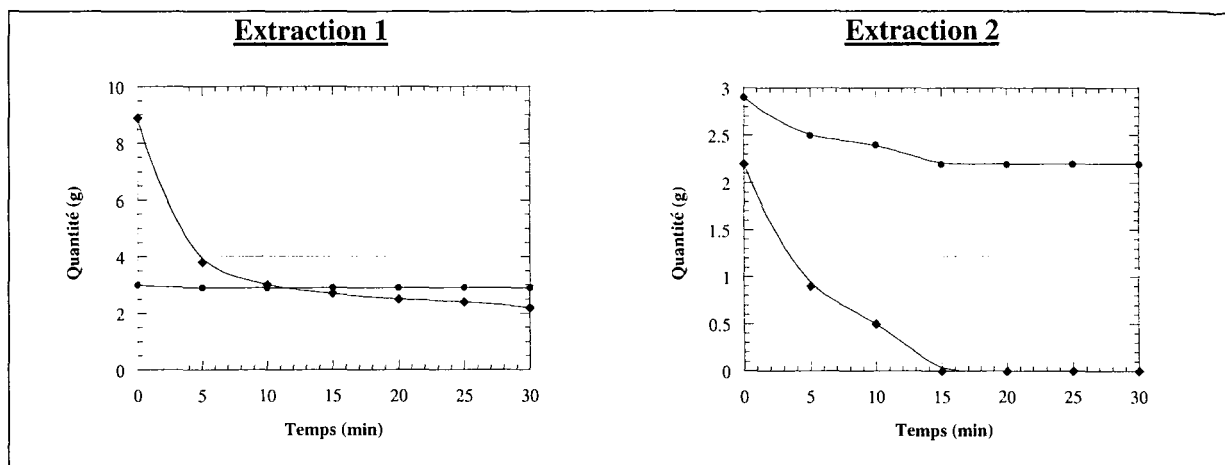 Extraction 1
Quantité (g)
10
8
6
4
2
0
0 5 10 15 20 25 30
Temps (min)
Extraction 2
Quantité (g)
3
2.5
2
1.5
1
0.5
0
0 5 10 15 20 25 30
Temps (min)